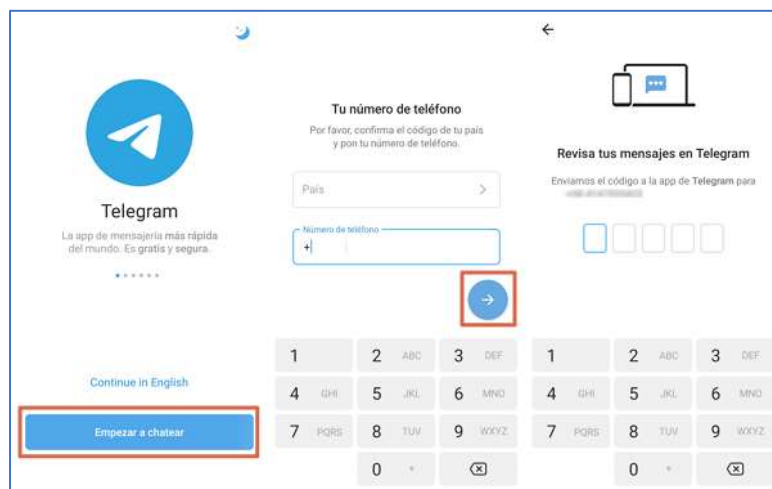 Telegram
La app de mensajería más rápida
del mundo. Es gratis y segura.
Continue in English
Empezar a chatear
Tu número de teléfono
Por favor, confirma el código de tu país
y pon tu número de teléfono.
País
Número de teléfono
+
1
2 ABC
3 DEF
4 GHI
5 JKL
6 MNO
7 PQRS
8 TUV
9 WXYZ
0 +
Revisa tus mensajes en Telegram
Enviamos el código a la app de Telegram para
1
2 ABC
3 DEF
4 GHI
5 JKL
6 MNO
7 PQRS
8 TUV
9 WXYZ
0 +